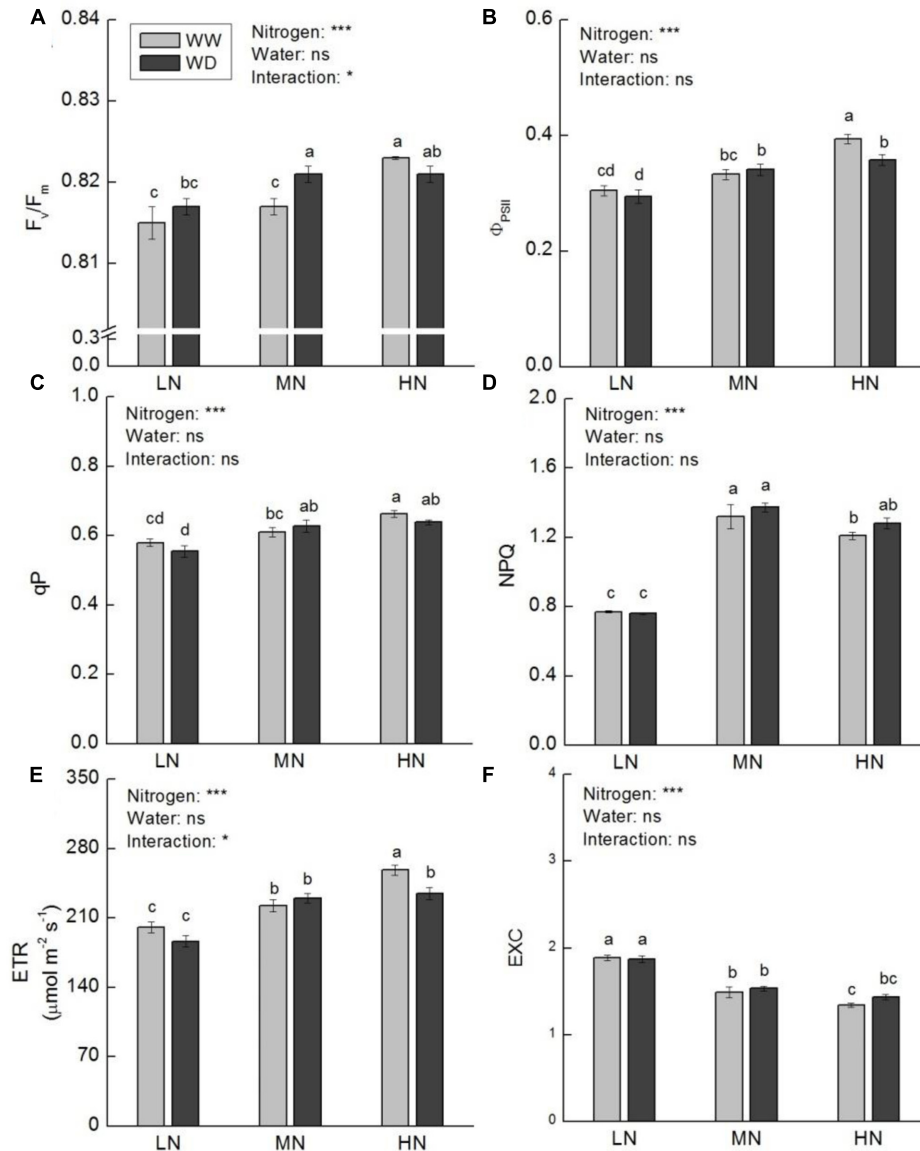 A
0.84
0.83
0.82
0.81
0.3
0.0
Fv/Fm
WW
WD
Nitrogen: ***
Water: ns
Interaction: *
c bc c a a ab
LN MN HN
B
0.6
0.4
0.2
0.0
ΦPSII
Nitrogen: ***
Water: ns
Interaction: ns
cd d bc b a b
LN MN HN
C
1.0
0.8
0.6
0.4
0.2
0.0
qP
Nitrogen: ***
Water: ns
Interaction: ns
cd d bc ab a ab
LN MN HN
D
2.0
1.6
1.2
0.8
0.4
0.0
NPQ
Nitrogen: ***
Water: ns
Interaction: ns
c c a a b ab
LN MN HN
E
350
280
210
140
70
0
ETR
(μmol m-2 s-1)
Nitrogen: ***
Water: ns
Interaction: *
c c b b a b
LN MN HN
F
4
3
2
1
0
EXC
Nitrogen: ***
Water: ns
Interaction: ns
a a b b c bc
LN MN HN